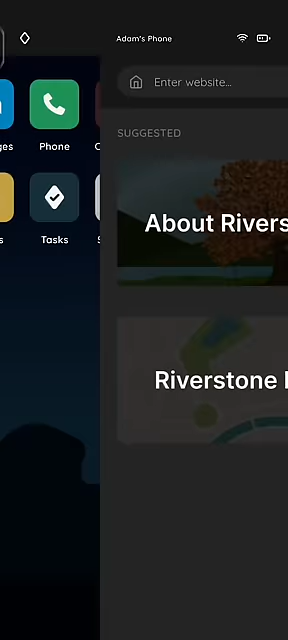 Adam's Phone
Enter website...
SUGGESTED
ges
Phone
C
s
Tasks
S
About Rivers
Riverstone